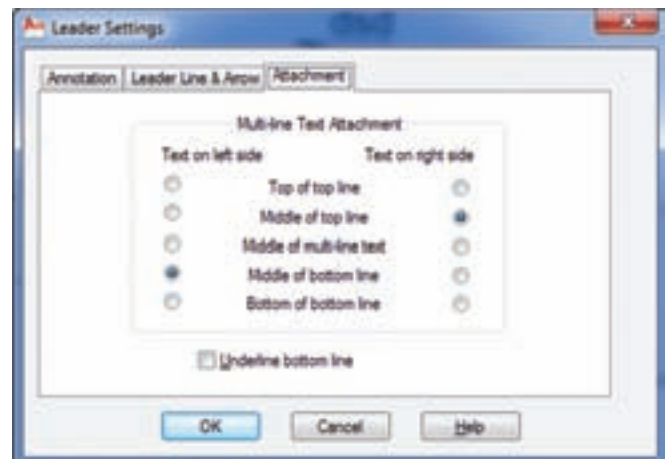 Leader Settings
Annotation Leader Line & Arrow Attachment
Multi-line Text Attachment
Text on left side Text on right side
Top of top line
Middle of top line
Middle of multi-line text
Middle of bottom line
Bottom of bottom line
Underline bottom line
OK Cancel Help